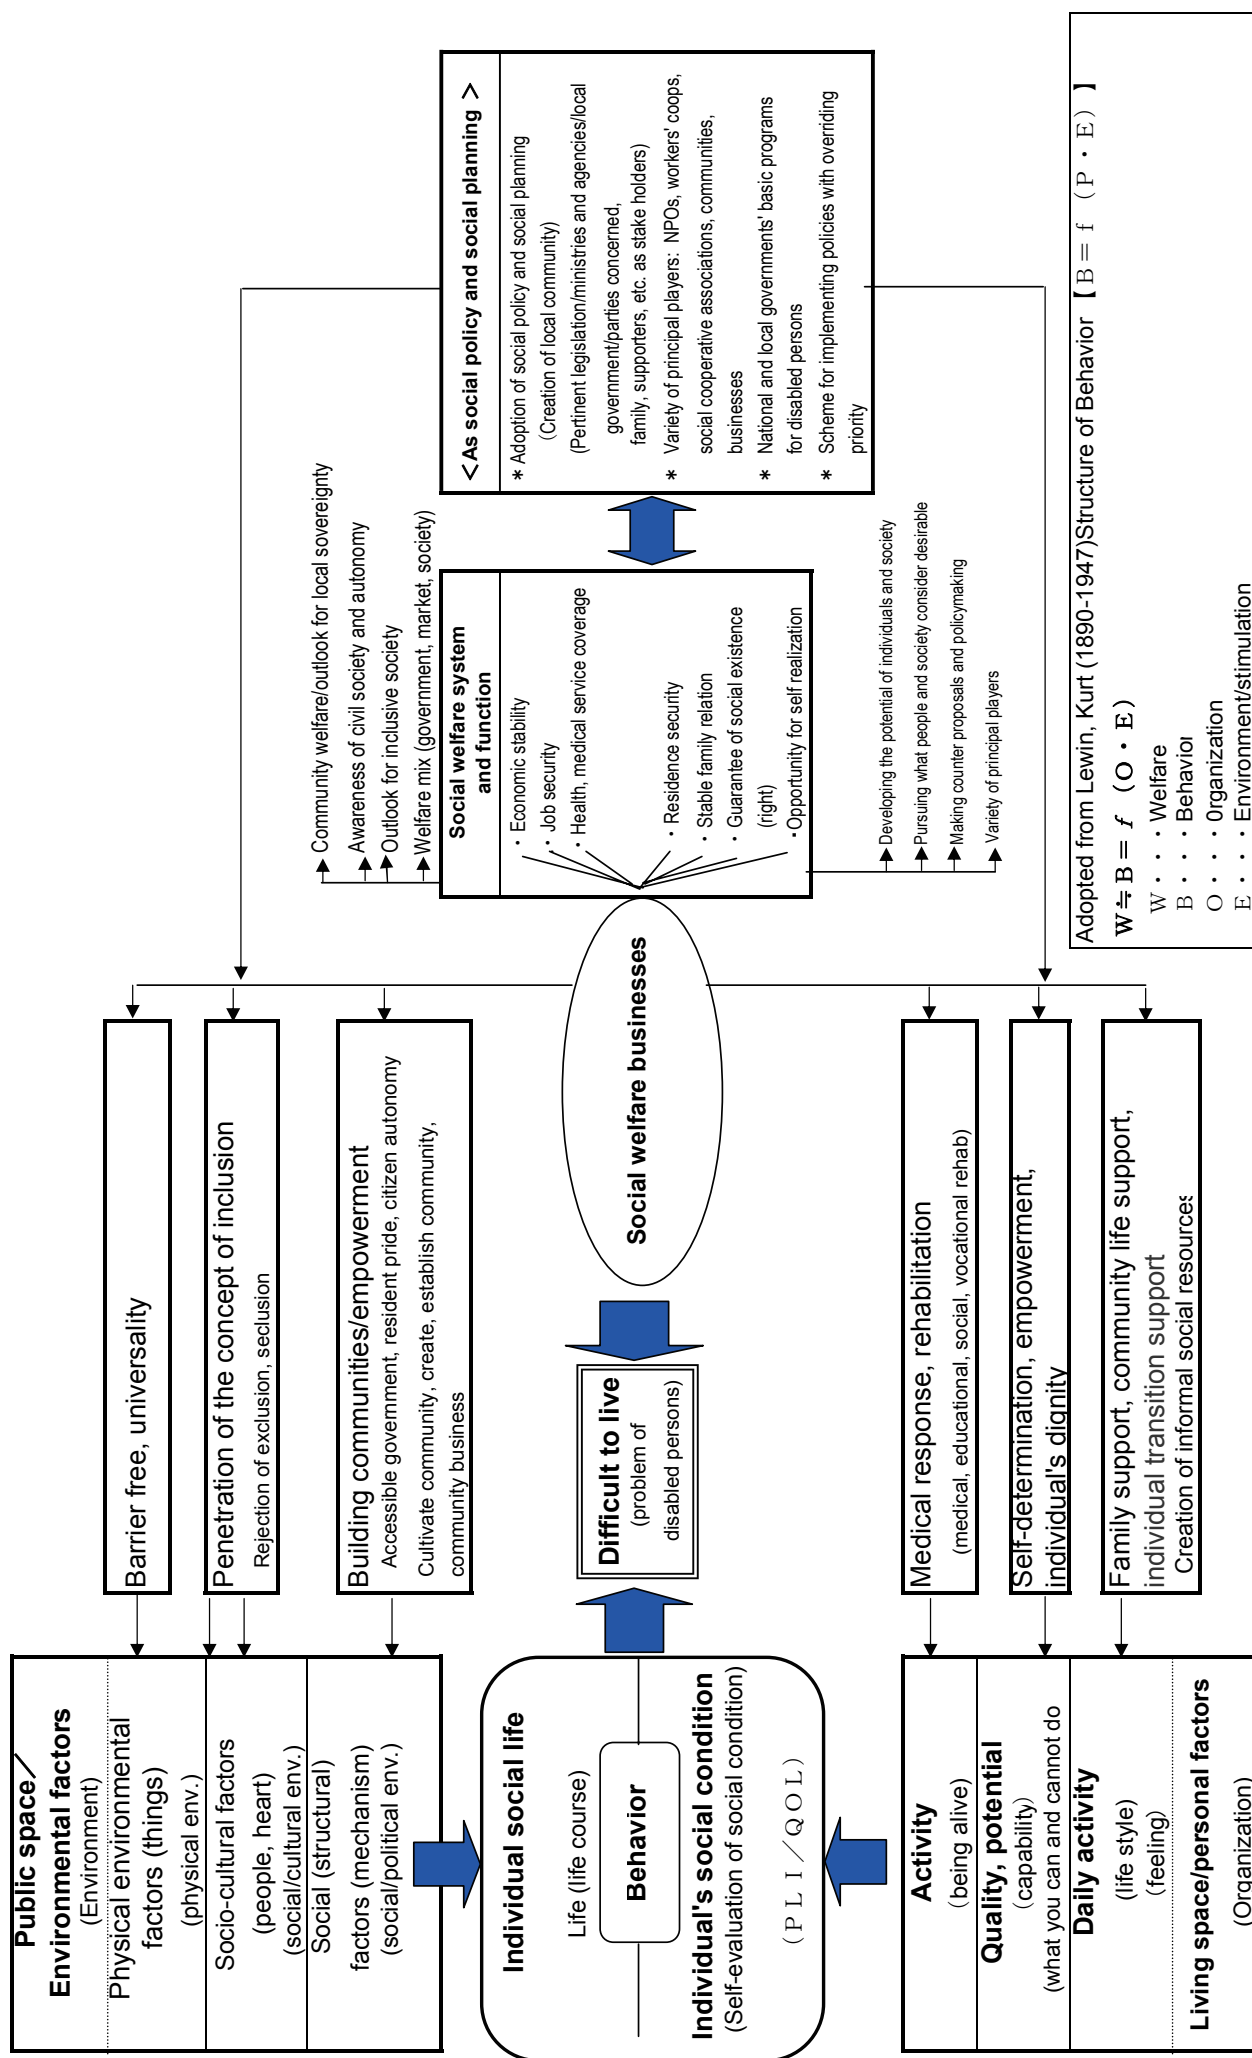 Public space／
Environmental factors
(Environment)
Physical environmental
factors (things)
(physical env.)
Socio-cultural factors
(people, heart)
(social/cultural env.)
Social (structural)
factors (mechanism)
(social/political env.)
Individual social life
Life (life course)
Behavior
Individual's social condition
(Self-evaluation of social condition)
(ＰＬＩ／ＱＯＬ)
Activity
(being alive)
Quality, potential
(capability)
(what you can and cannot do
Daily activity
(life style)
(feeling)
Living space/personal factors
(Organization)
Barrier free, universality
Penetration of the concept of inclusion
Rejection of exclusion, seclusion
Building communities/empowerment
Accessible government, resident pride, citizen autonomy
Cultivate community, create, establish community,
community business
Difficult to live
(problem of
disabled persons)
Medical response, rehabilitation
(medical, educational, social, vocational rehab)
Self-determination, empowerment,
individual's dignity
Family support, community life support,
individual transition support
Creation of informal social resources
Social welfare businesses
Community welfare/outlook for local sovereignty
Awareness of civil society and autonomy
Outlook for inclusive society
Welfare mix (government, market, society)
Social welfare system
and function
・Economic stability
・Job security
・Health, medical service coverage
・Residence security
・Stable family relation
・Guarantee of social existence
(right)
・Opportunity for self realization
Developing the potential of individuals and society
Pursuing what people and society consider desirable
Making counter proposals and policymaking
Variety of principal players
＜As social policy and social planning＞
＊Adoption of social policy and social planning
(Creation of local community)
(Pertinent legislation/ministries and agencies/local
government/parties concerned,
family, supporters, etc. as stake holders)
＊ Variety of principal players: NPOs, workers' coops,
social cooperative associations, communities,
businesses
＊ National and local governments' basic programs
for disabled persons
＊ Scheme for implementing policies with overriding
priority
Adopted from Lewin, Kurt (1890-1947)Structure of Behavior【Ｂ＝ｆ（Ｐ・Ｅ）】
W≒B＝f（O・E）
Ｗ・・・Welfare
Ｂ・・・Behavior
Ｏ・・・0rganization
Ｅ・・・Environment/stimulation